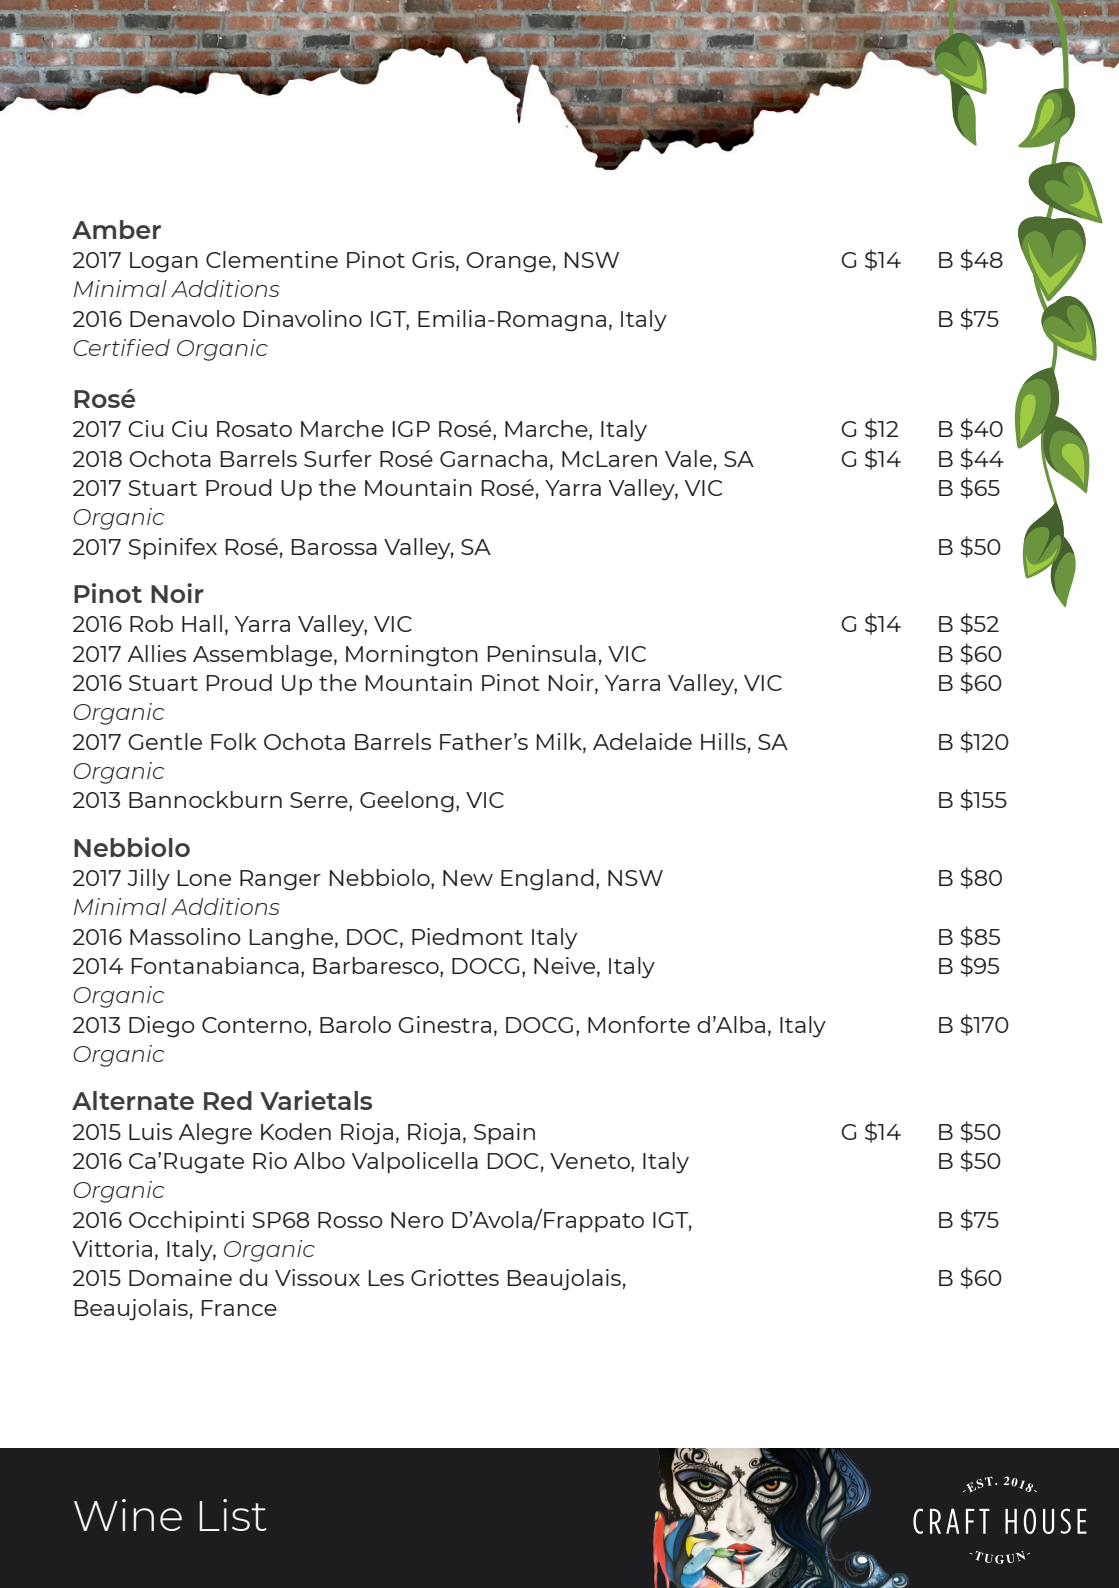 Amber
2017 Logan Clementine Pinot Gris, Orange, NSW G $14 B $48
Minimal Additions
2016 Denavolo Dinavolino IGT, Emilia-Romagna, Italy B $75
Certified Organic
Rosé
2017 Ciu Ciu Rosato Marche IGP Rosé, Marche, Italy G $12 B $40
2018 Ochota Barrels Surfer Rosé Garnacha, McLaren Vale, SA G $14 B $44
2017 Stuart Proud Up the Mountain Rosé, Yarra Valley, VIC B $65
Organic
2017 Spinifex Rosé, Barossa Valley, SA B $50
Pinot Noir
2016 Rob Hall, Yarra Valley, VIC G $14 B $52
2017 Allies Assemblage, Mornington Peninsula, VIC B $60
2016 Stuart Proud Up the Mountain Pinot Noir, Yarra Valley, VIC B $60
Organic
2017 Gentle Folk Ochota Barrels Father’s Milk, Adelaide Hills, SA B $120
Organic
2013 Bannockburn Serre, Geelong, VIC B $155
Nebbiolo
2017 Jilly Lone Ranger Nebbiolo, New England, NSW B $80
Minimal Additions
2016 Massolino Langhe, DOC, Piedmont Italy B $85
2014 Fontanabianca, Barbaresco, DOCG, Neive, Italy B $95
Organic
2013 Diego Conterno, Barolo Ginestra, DOCG, Monforte d’Alba, Italy B $170
Organic
Alternate Red Varietals
2015 Luis Alegre Koden Rioja, Rioja, Spain G $14 B $50
2016 Ca’Rugate Rio Albo Valpolicella DOC, Veneto, Italy B $50
Organic
2016 Occhipinti SP68 Rosso Nero D’Avola/Frappato IGT, B $75
Vittoria, Italy, Organic
2015 Domaine du Vissoux Les Griottes Beaujolais, B $60
Beaujolais, France
Wine List
-EST. 2018-
CRAFT HOUSE
-TUGUN-